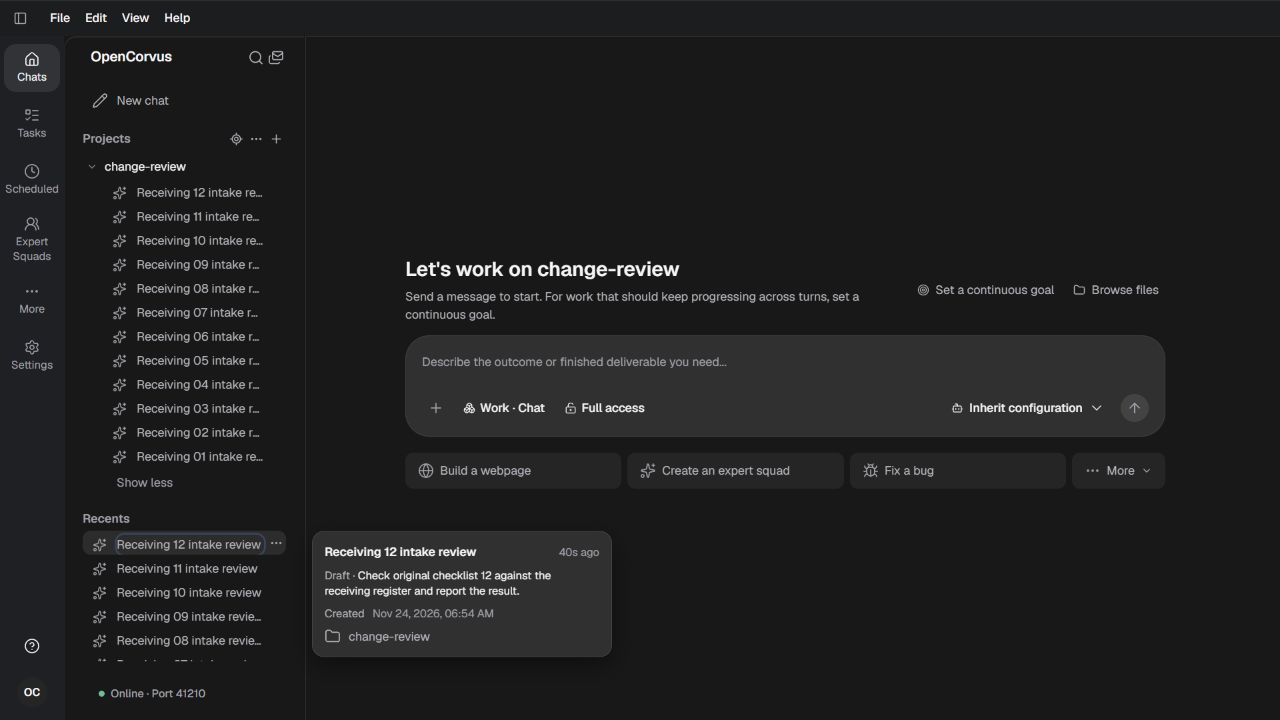 File Edit View Help
Chats
Tasks
Scheduled
Expert
Squads
More
Settings
OC
OpenCorvus
New chat
Projects
change-review
Receiving 12 intake re...
Receiving 11 intake re...
Receiving 10 intake re...
Receiving 09 intake r...
Receiving 08 intake r...
Receiving 07 intake r...
Receiving 06 intake r...
Receiving 05 intake r...
Receiving 04 intake r...
Receiving 03 intake r...
Receiving 02 intake r...
Receiving 01 intake re...
Show less
Recents
Receiving 12 intake review
Receiving 11 intake review
Receiving 10 intake review
Receiving 09 intake revie...
Receiving 08 intake revie...
Online · Port 41210
Let's work on change-review
Send a message to start. For work that should keep progressing across turns, set a
continuous goal.
Set a continuous goal
Browse files
Describe the outcome or finished deliverable you need...
Work · Chat
Full access
Inherit configuration
Build a webpage
Create an expert squad
Fix a bug
More
Receiving 12 intake review 40s ago
Draft · Check original checklist 12 against the
receiving register and report the result.
Created Nov 24, 2026, 06:54 AM
change-review